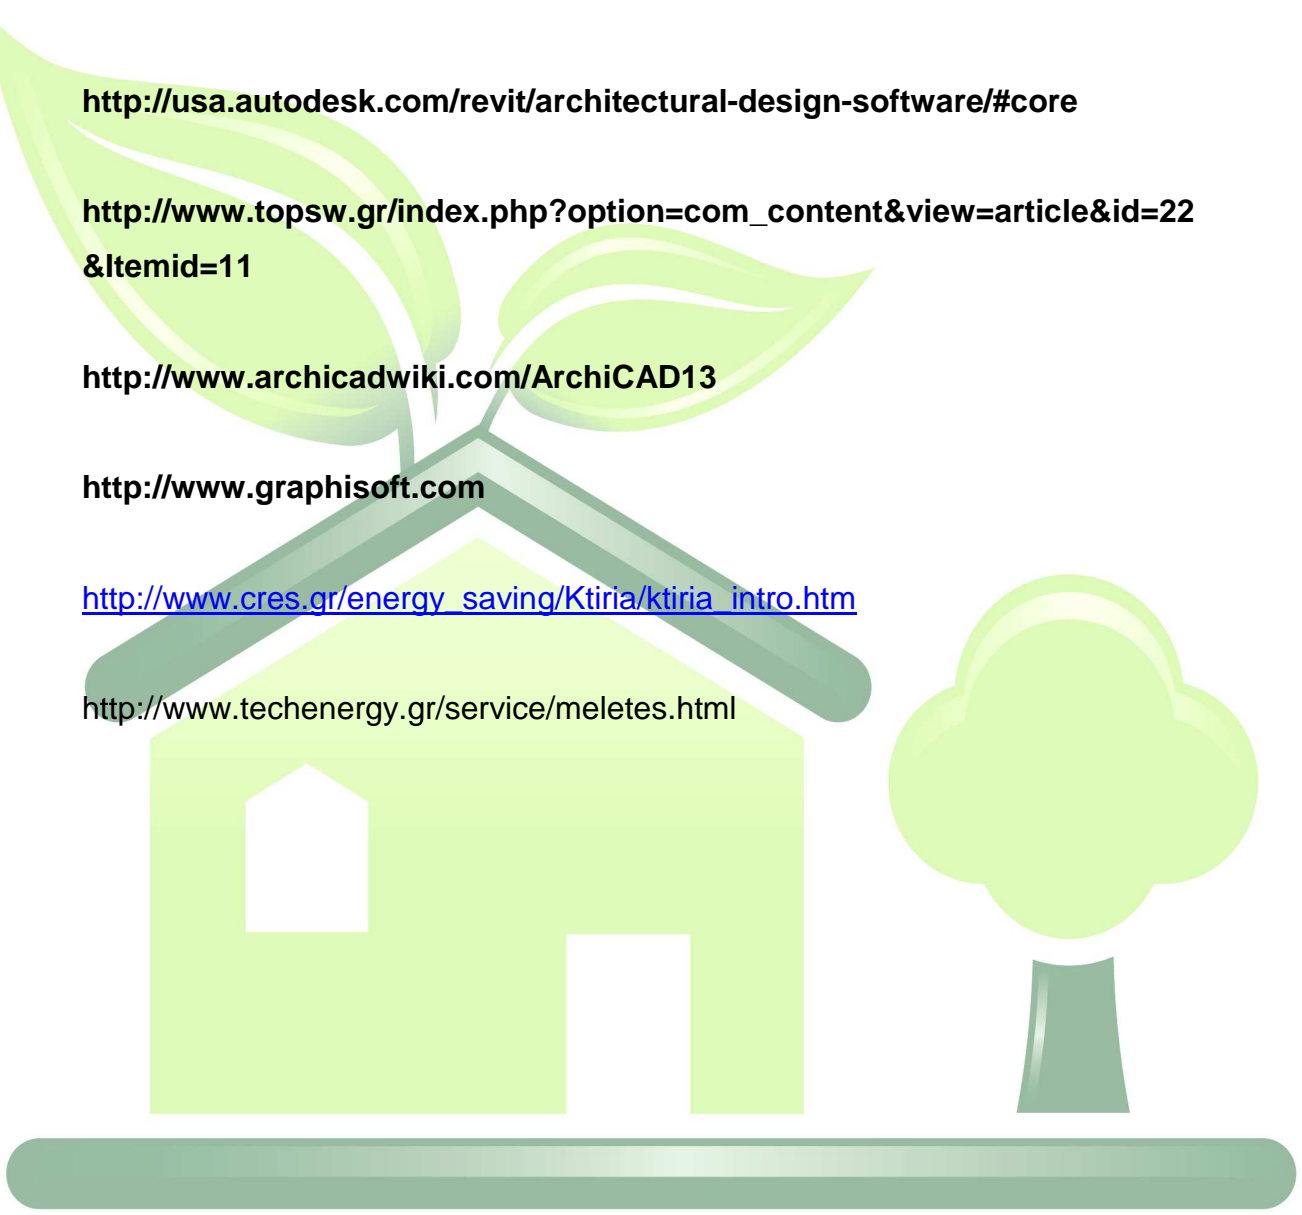 http://usa.autodesk.com/revit/architectural-design-software/#core
http://www.topsw.gr/index.php?option=com_content&view=article&id=22
&Itemid=11
http://www.archicadwiki.com/ArchiCAD13
http://www.graphisoft.com
http://www.cres.gr/energy_saving/Ktiria/ktiria_intro.htm
http://www.techenergy.gr/service/meletes.html